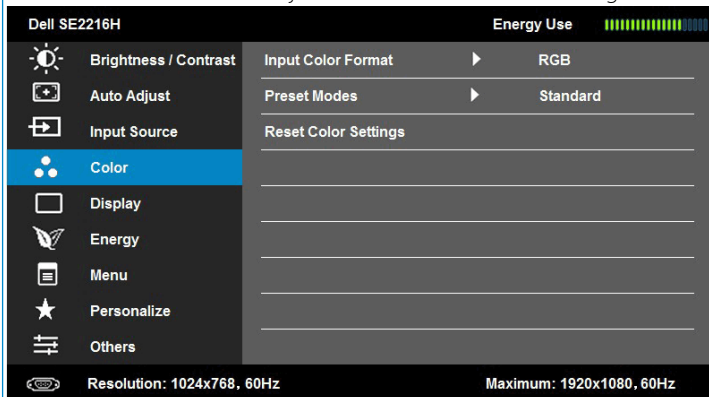 Dell SE2216H Energy Use
Brightness / Contrast Input Color Format RGB
Auto Adjust Preset Modes Standard
Input Source Reset Color Settings
Color
Display
Energy
Menu
Personalize
Others
Resolution: 1024x768, 60Hz Maximum: 1920x1080, 60Hz